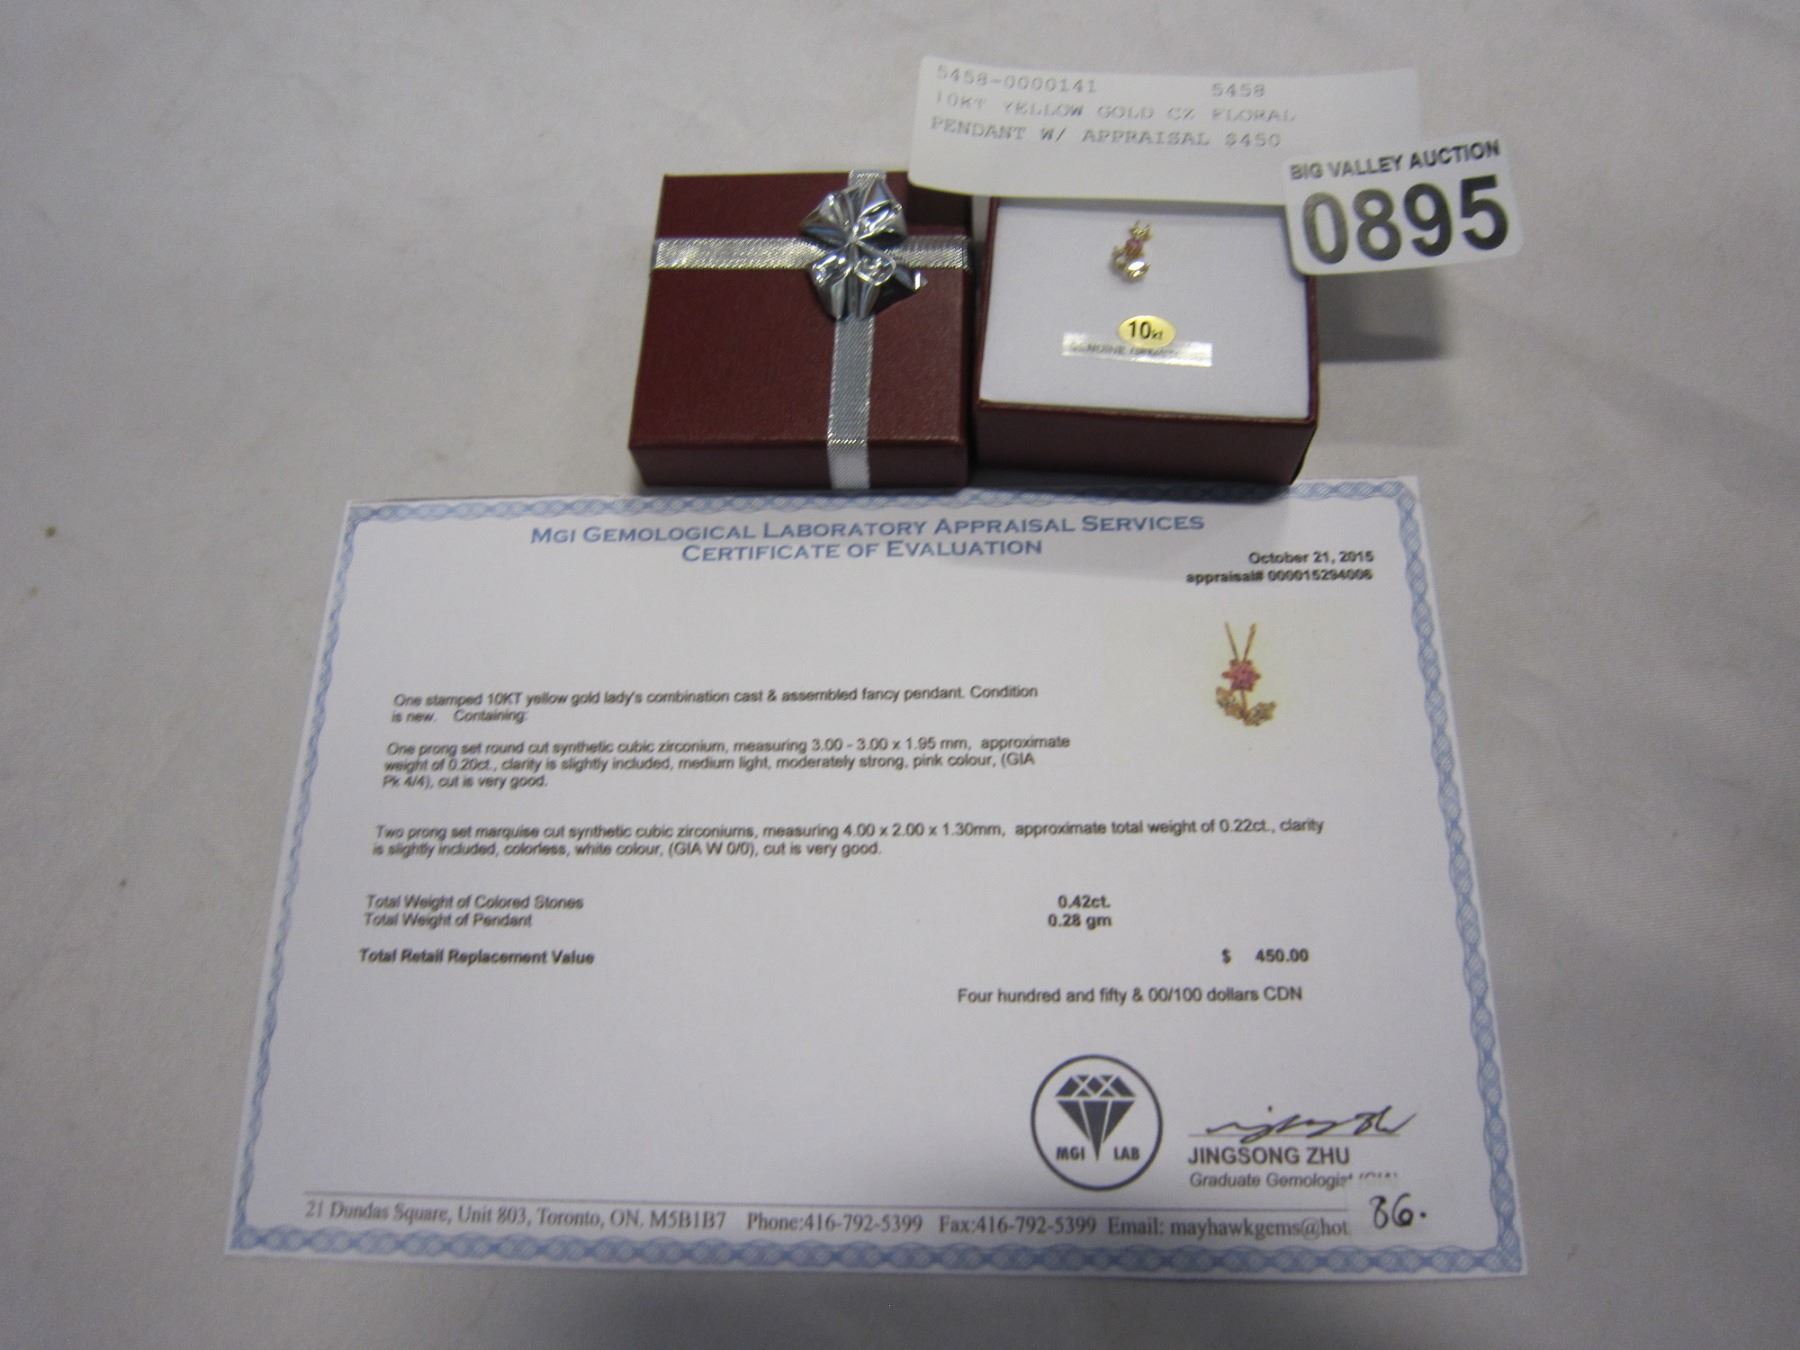 5458-0000141 5458
10KT YELLOW GOLD CZ FLORAL
PENDANT W/ APPRAISAL $450
BIG VALLEY AUCTION
0895
10kt
GENUINE
MGI GEMOLOGICAL LABORATORY APPRAISAL SERVICES
CERTIFICATE OF EVALUATION
October 21, 2015
appraisal# 000015294006
One stamped 10KT yellow gold lady's combination cast & assembled fancy pendant. Condition
is new. Containing:
One prong set round cut synthetic cubic zirconium, measuring 3.00 - 3.00 x 1.95 mm, approximate
weight of 0.20ct., clarity is slightly included, medium light, moderately strong, pink colour, (GIA
Pk 4/4), cut is very good.
Two prong set marquise cut synthetic cubic zirconiums, measuring 4.00 x 2.00 x 1.30mm, approximate total weight of 0.22ct., clarity
is slightly included, colorless, white colour, (GIA W 0/0), cut is very good.
Total Weight of Colored Stones 0.42ct.
Total Weight of Pendant 0.28 gm
Total Retail Replacement Value $ 450.00
Four hundred and fifty & 00/100 dollars CDN
MGI LAB
JINGSONG ZHU
Graduate Gemologist
21 Dundas Square, Unit 803, Toronto, ON. M5B1B7 Phone:416-792-5399 Fax:416-792-5399 Email: mayhawkgems@hot
86.